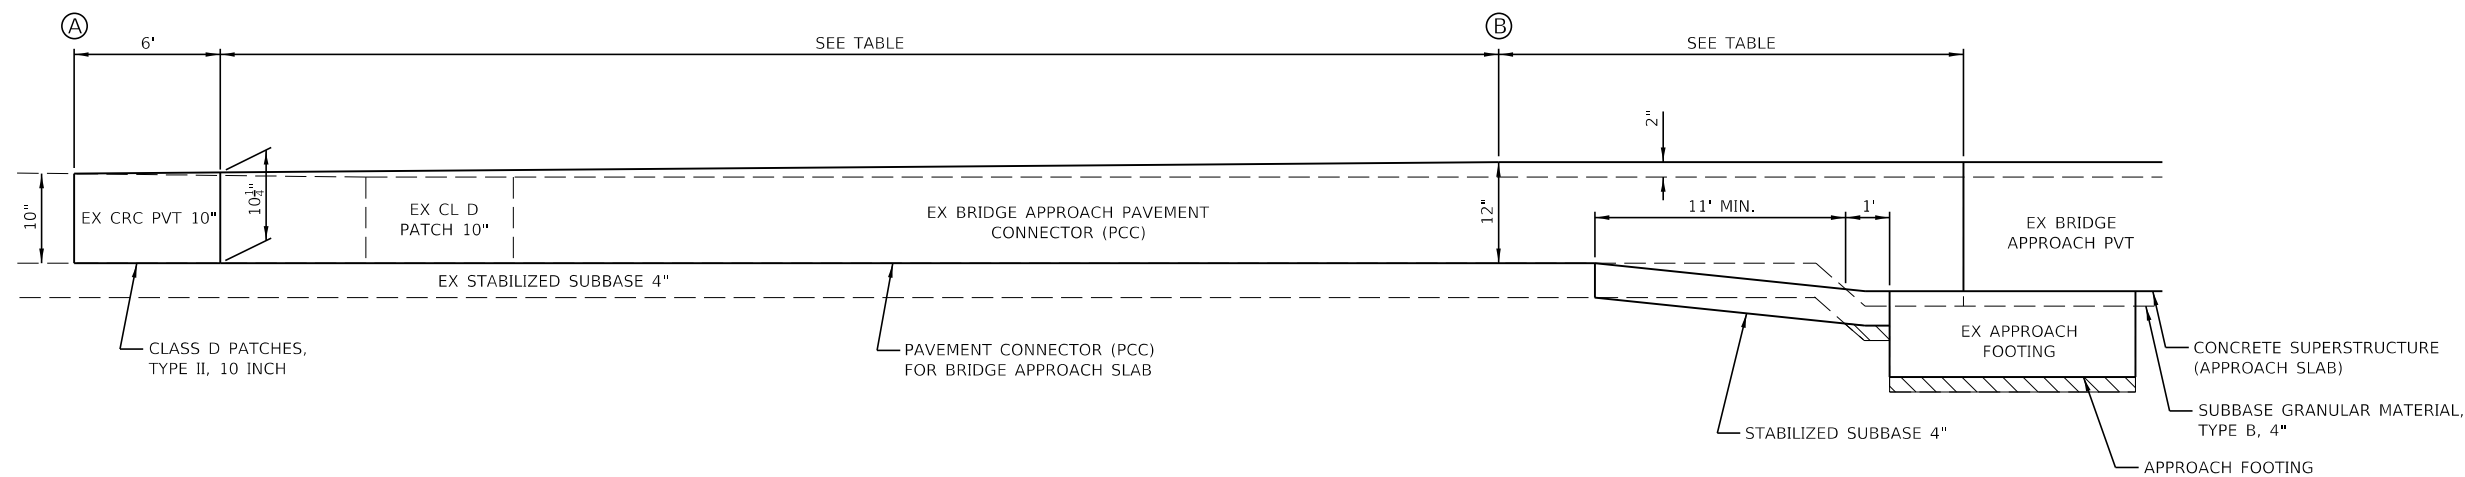 A
B
6'
SEE TABLE
SEE TABLE
2"
10 1/4"
10"
EX CRC PVT 10"
EX CL D
PATCH 10"
EX BRIDGE APPROACH PAVEMENT
CONNECTOR (PCC)
12"
11' MIN.
1'
EX BRIDGE
APPROACH PVT
EX STABILIZED SUBBASE 4"
EX APPROACH
FOOTING
CLASS D PATCHES,
TYPE II, 10 INCH
PAVEMENT CONNECTOR (PCC)
FOR BRIDGE APPROACH SLAB
CONCRETE SUPERSTRUCTURE
(APPROACH SLAB)
SUBBASE GRANULAR MATERIAL,
TYPE B, 4"
STABILIZED SUBBASE 4"
APPROACH FOOTING